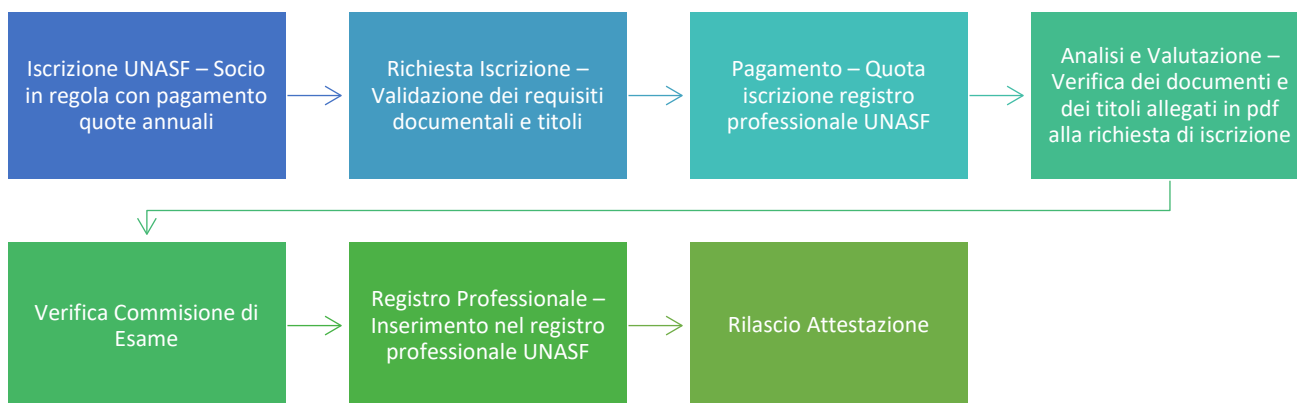 Iscrizione UNASF – Socio
in regola con pagamento
quote annuali
Richiesta Iscrizione –
Validazione dei requisiti
documentali e titoli
Pagamento – Quota
iscrizione registro
professionale UNASF
Analisi e Valutazione –
Verifica dei documenti e
dei titoli allegati in pdf
alla richiesta di iscrizione
Verifica Commisione di
Esame
Registro Professionale –
Inserimento nel registro
professionale UNASF
Rilascio Attestazione